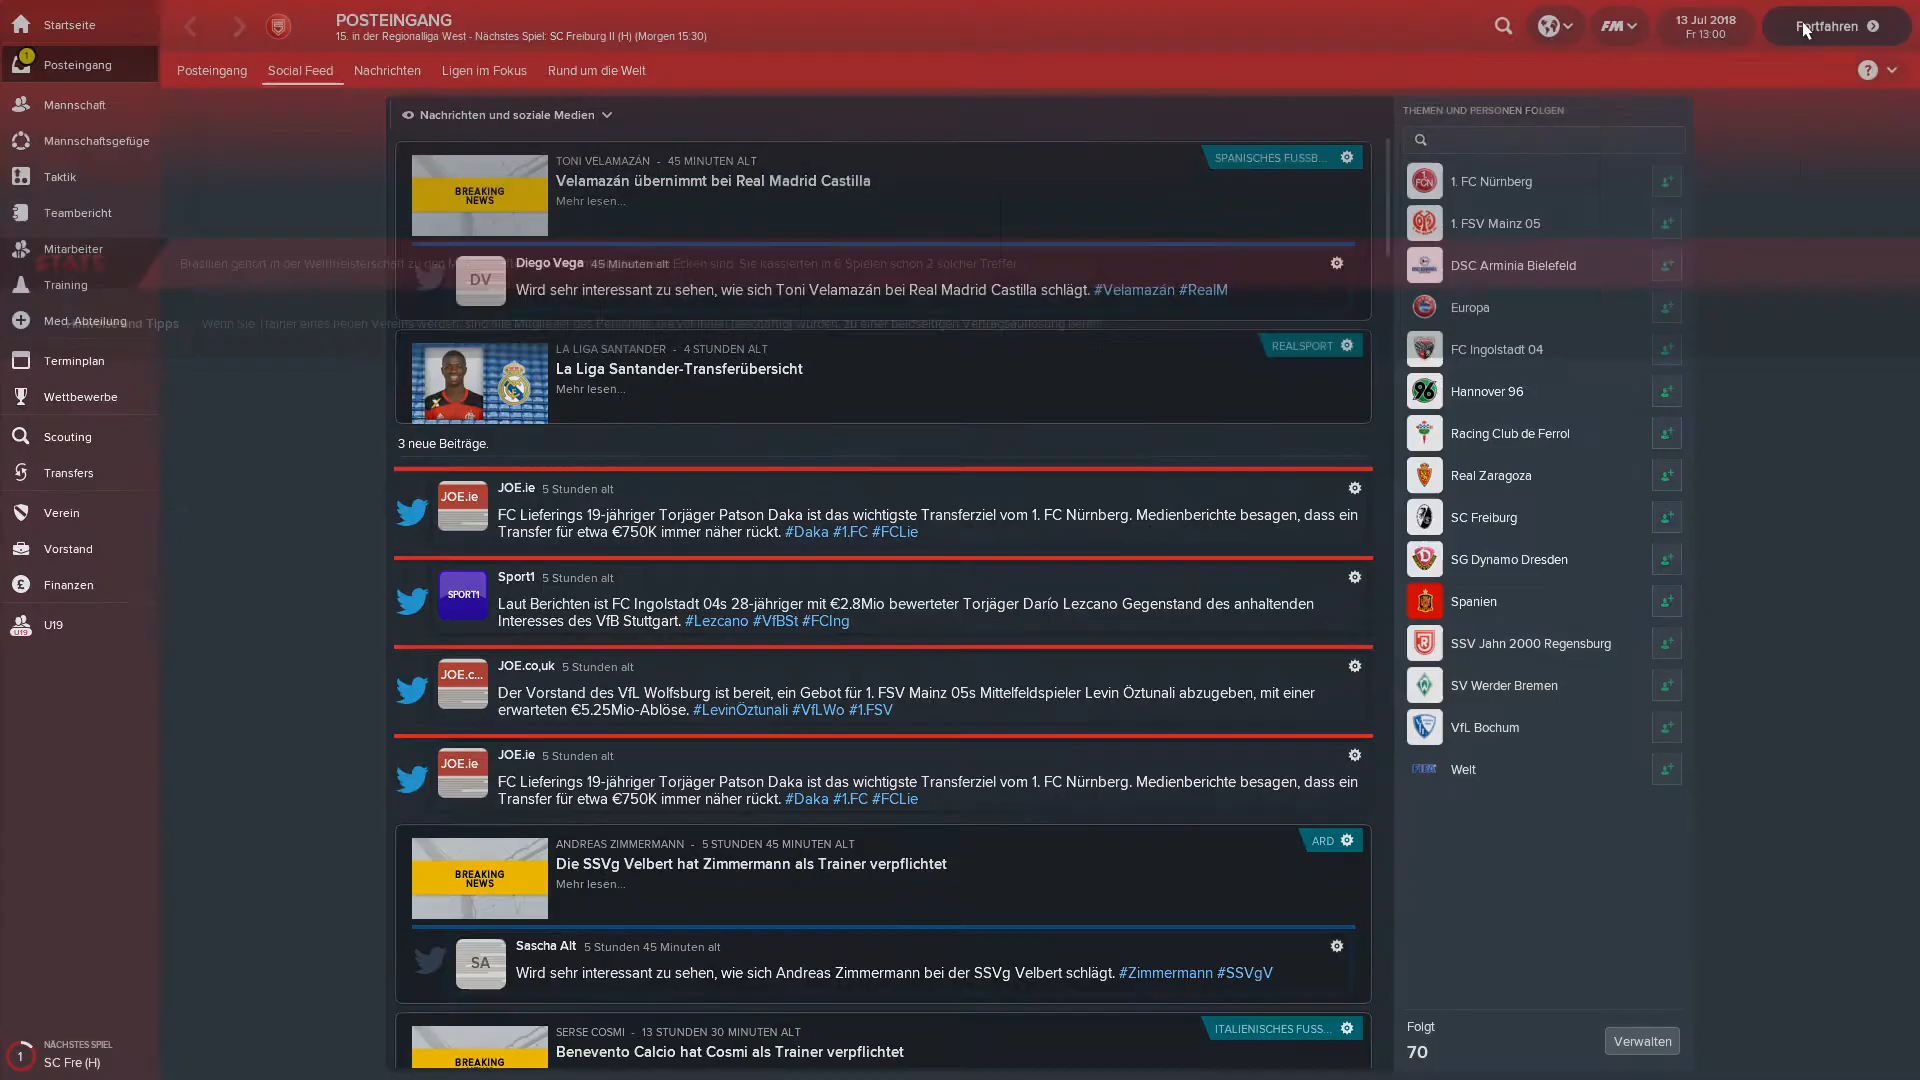 Startseite
Posteingang
Mannschaft
Mannschaftsgefüge
Taktik
Teambericht
Mitarbeiter
Training
Med. Abteilung
Terminplan
Wettbewerbe
Scouting
Transfers
Verein
Vorstand
Finanzen
U19
NÄCHSTES SPIEL
SC Fre (H)
POSTEINGANG
15. in der Regionalliga West - Nächstes Spiel: SC Freiburg II (H) (Morgen 15:30)
FM
13 Jul 2018
Fr 13:00
Fortfahren
Posteingang
Social Feed
Nachrichten
Ligen im Fokus
Rund um die Welt
Nachrichten und soziale Medien
BREAKING
NEWS
TONI VELAMAZÁN - 45 MINUTEN ALT
SPANISCHES FUSSB...
Velamazán übernimmt bei Real Madrid Castilla
Mehr lesen...
DV
Diego Vega 45 Minuten alt
Wird sehr interessant zu sehen, wie sich Toni Velamazán bei Real Madrid Castilla schlägt. #Velamazán #RealM
LA LIGA SANTANDER - 4 STUNDEN ALT
REALSPORT
La Liga Santander-Transferübersicht
Mehr lesen...
3 neue Beiträge.
JOE.ie
JOE.ie 5 Stunden alt
FC Lieferings 19-jähriger Torjäger Patson Daka ist das wichtigste Transferziel vom 1. FC Nürnberg. Medienberichte besagen, dass ein
Transfer für etwa €750K immer näher rückt. #Daka #1.FC #FCLie
SPORT1
Sport1 5 Stunden alt
Laut Berichten ist FC Ingolstadt 04s 28-jähriger mit €2.8Mio bewerteter Torjäger Darío Lezcano Gegenstand des anhaltenden
Interesses des VfB Stuttgart. #Lezcano #VfBSt #FCIng
JOE.c...
JOE.co,uk 5 Stunden alt
Der Vorstand des VfL Wolfsburg ist bereit, ein Gebot für 1. FSV Mainz 05s Mittelfeldspieler Levin Öztunali abzugeben, mit einer
erwarteten €5.25Mio-Ablöse. #LevinÖztunali #VfLWo #1.FSV
JOE.ie
JOE.ie 5 Stunden alt
FC Lieferings 19-jähriger Torjäger Patson Daka ist das wichtigste Transferziel vom 1. FC Nürnberg. Medienberichte besagen, dass ein
Transfer für etwa €750K immer näher rückt. #Daka #1.FC #FCLie
BREAKING
NEWS
ANDREAS ZIMMERMANN - 5 STUNDEN 45 MINUTEN ALT
ARD
Die SSVg Velbert hat Zimmermann als Trainer verpflichtet
Mehr lesen...
SA
Sascha Alt 5 Stunden 45 Minuten alt
Wird sehr interessant zu sehen, wie sich Andreas Zimmermann bei der SSVg Velbert schlägt. #Zimmermann #SSVgV
BREAKING
SERSE COSMI - 13 STUNDEN 30 MINUTEN ALT
ITALIENISCHES FUSS...
Benevento Calcio hat Cosmi als Trainer verpflichtet
THEMEN UND PERSONEN FOLGEN
1. FC Nürnberg
1. FSV Mainz 05
DSC Arminia Bielefeld
Europa
FC Ingolstadt 04
Hannover 96
Racing Club de Ferrol
Real Zaragoza
SC Freiburg
SG Dynamo Dresden
Spanien
SSV Jahn 2000 Regensburg
SV Werder Bremen
VfL Bochum
Welt
Folgt
70
Verwalten